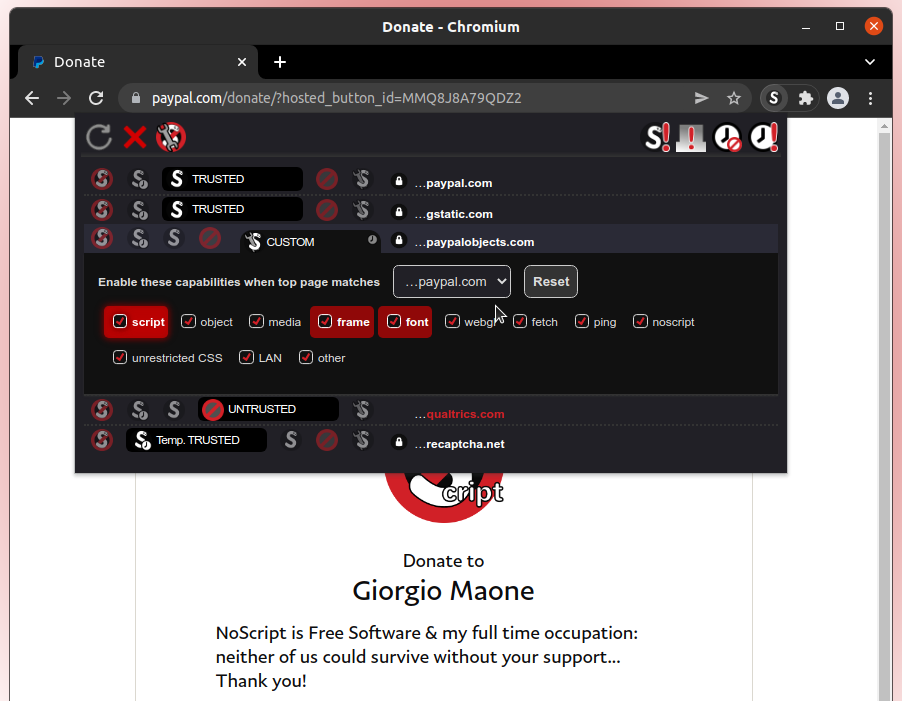 Donate - Chromium
Donate
paypal.com/donate/?hosted_button_id=MMQ8J8A79QDZ2
TRUSTED ...paypal.com
TRUSTED ...gstatic.com
CUSTOM ...paypalobjects.com
Enable these capabilities when top page matches ...paypal.com Reset
script object media frame font webgl fetch ping noscript
unrestricted CSS LAN other
UNTRUSTED ...qualtrics.com
Temp. TRUSTED ...recaptcha.net
cript
Donate to
Giorgio Maone
NoScript is Free Software & my full time occupation:
neither of us could survive without your support...
Thank you!